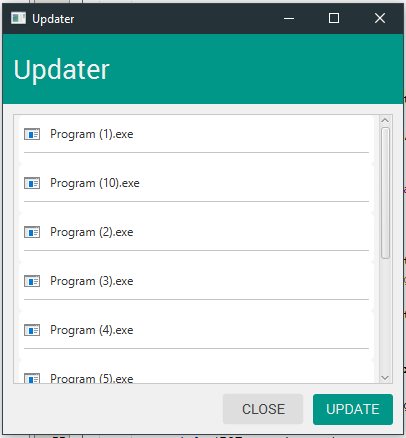 Updater
Updater
Program (1).exe
Program (10).exe
Program (2).exe
Program (3).exe
Program (4).exe
Program (5).exe
CLOSE UPDATE